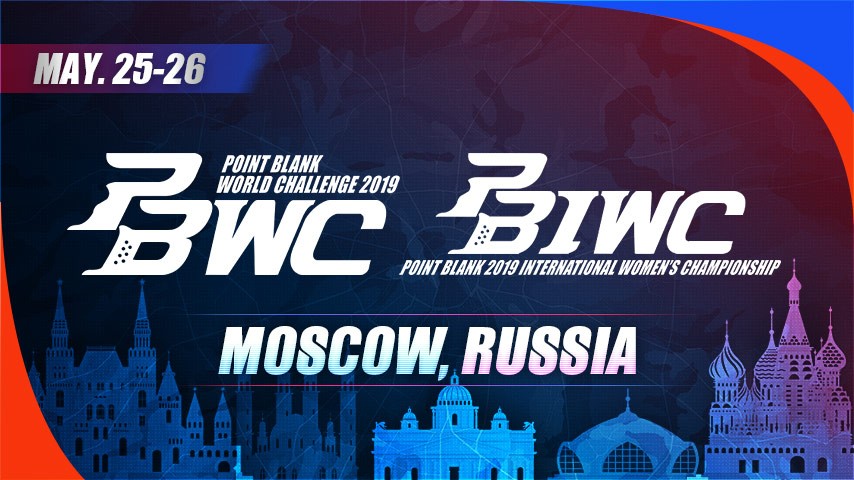 MAY. 25-26
POINT BLANK
WORLD CHALLENGE 2019
PBWC
PBIWC
POINT BLANK 2019 INTERNATIONAL WOMEN'S CHAMPIONSHIP
MOSCOW, RUSSIA